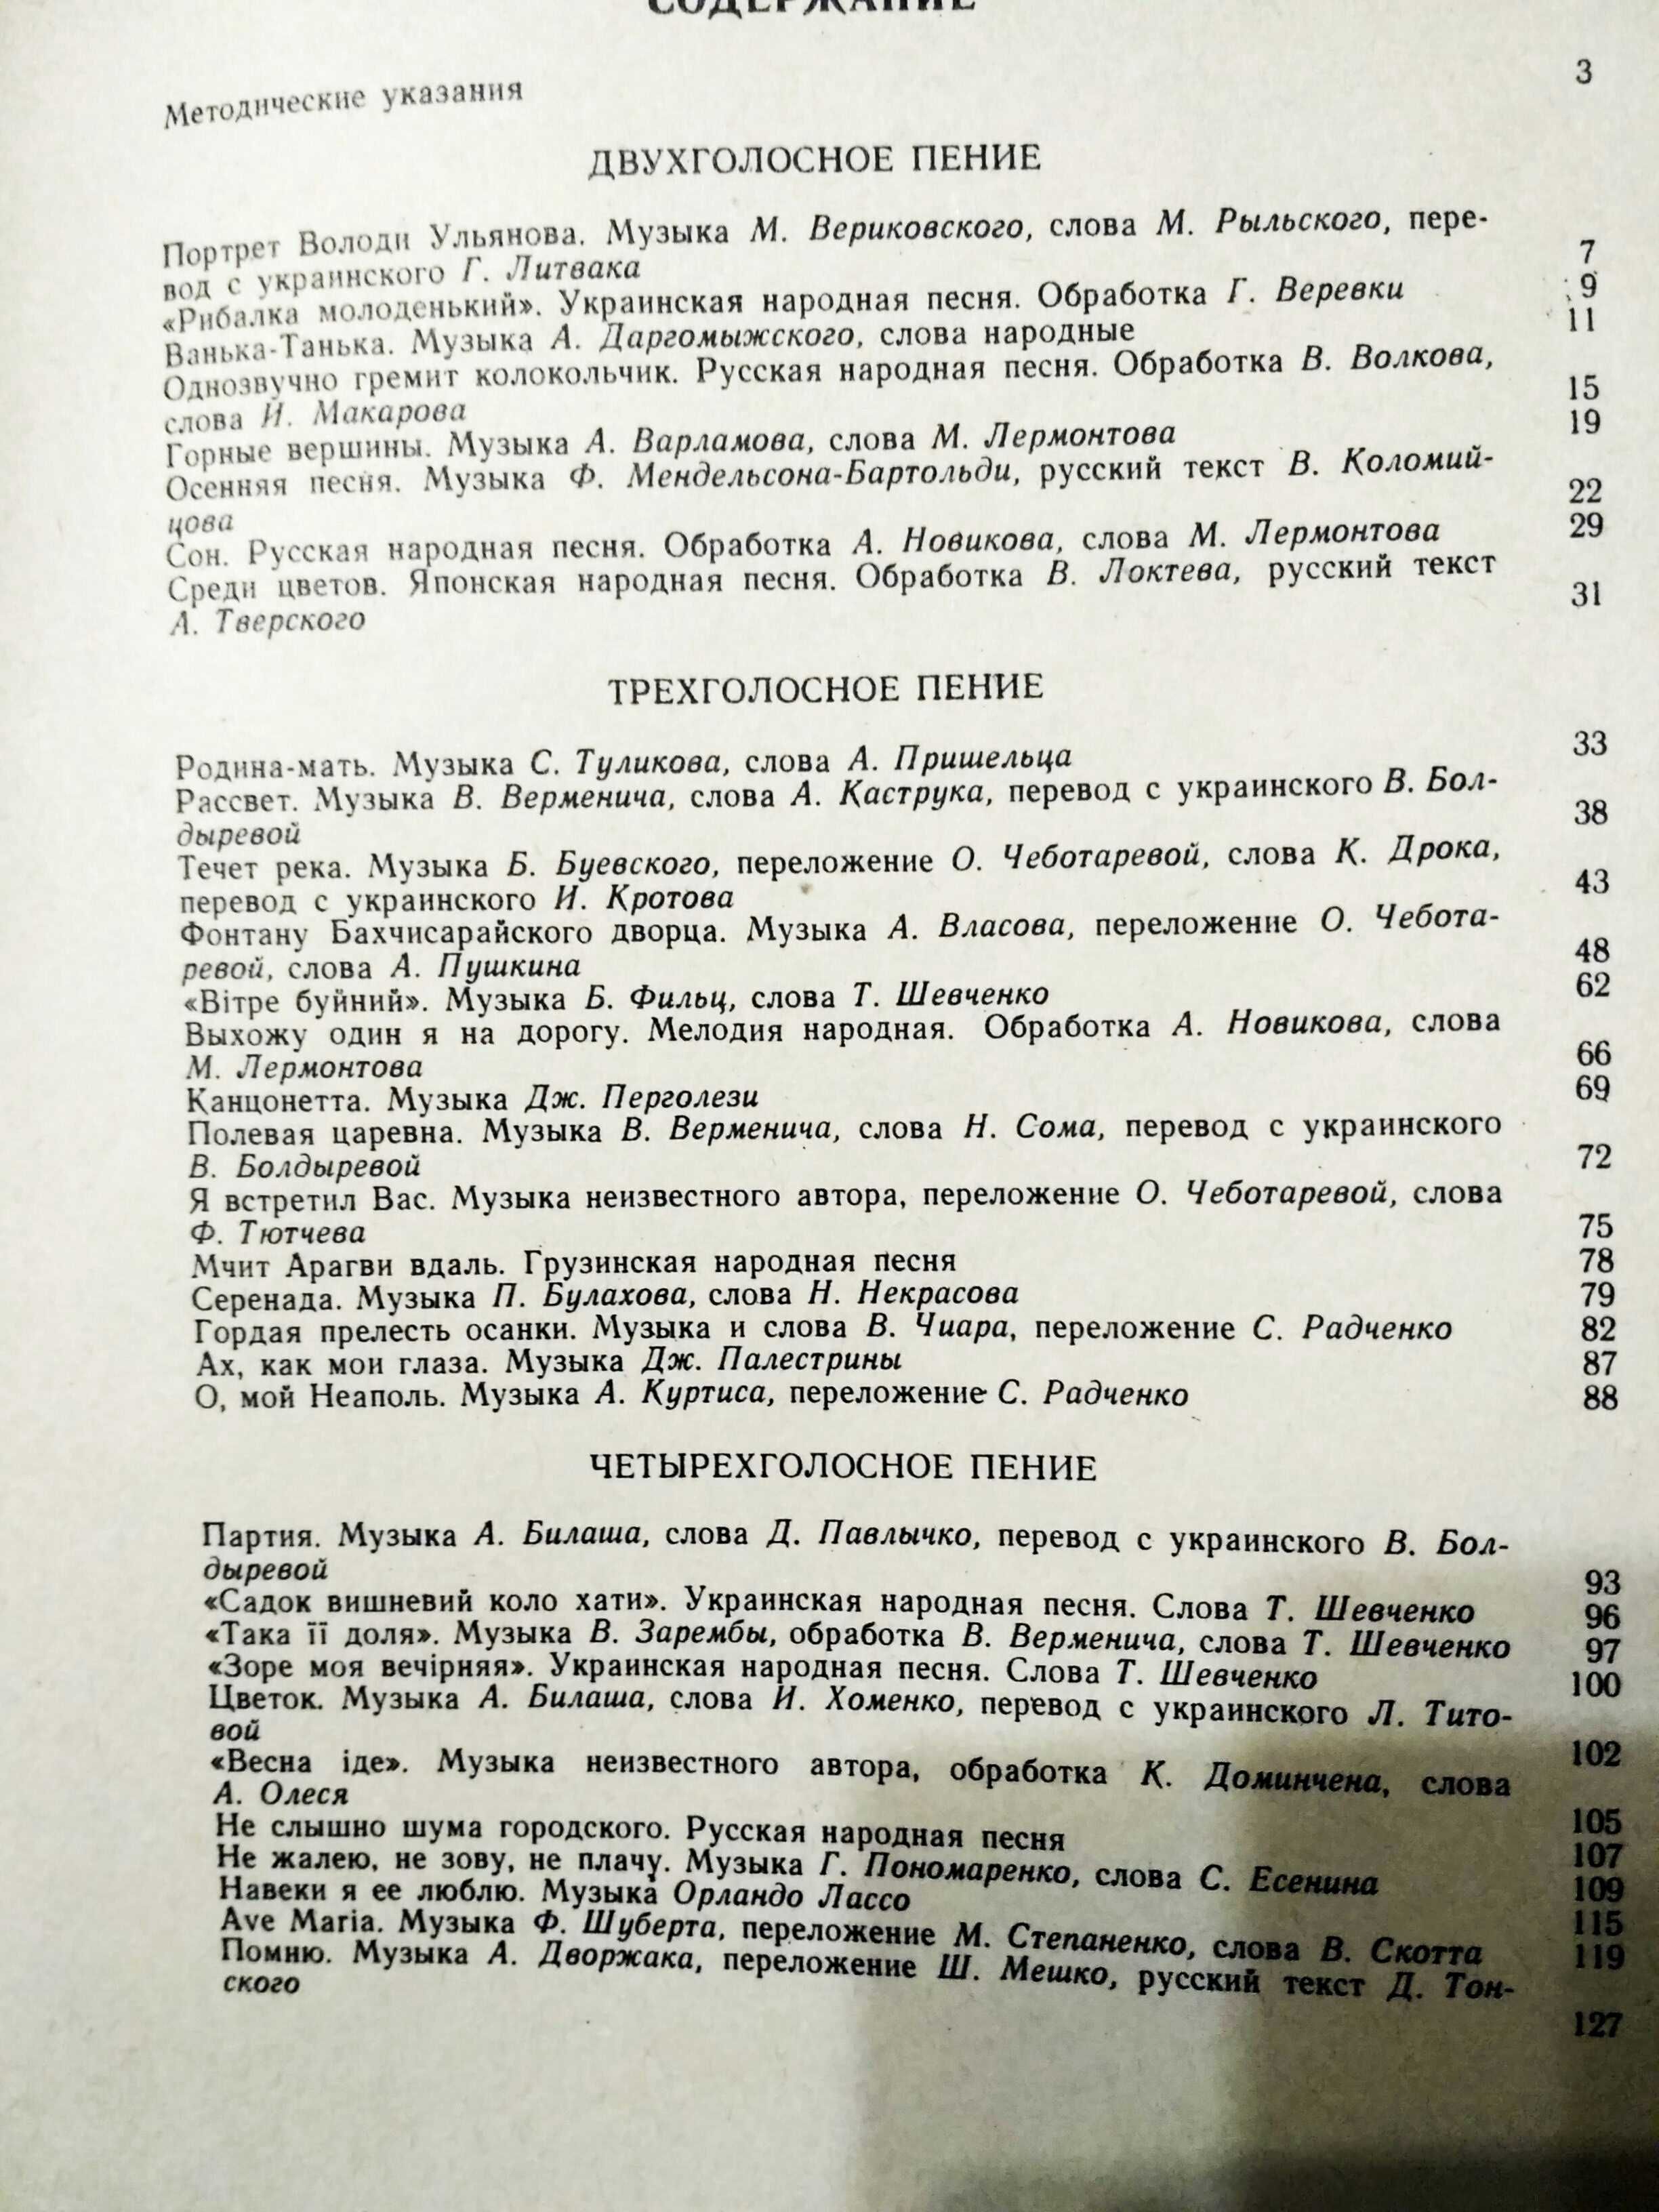 СОДЕРЖАНИЕ
Методические указания 3
ДВУХГОЛОСНОЕ ПЕНИЕ
Портрет Володи Ульянова. Музыка М. Вериковского, слова М. Рыльского, пере-
вод с украинского Г. Литвака 7
«Рибалка молоденький». Украинская народная песня. Обработка Г. Веревки 9
Ванька-Танька. Музыка А. Даргомыжского, слова народные 11
Однозвучно гремит колокольчик. Русская народная песня. Обработка В. Волкова,
слова И. Макарова 15
Горные вершины. Музыка А. Варламова, слова М. Лермонтова 19
Осенняя песня. Музыка Ф. Мендельсона-Бартольди, русский текст В. Коломий-
цова 22
Сон. Русская народная песня. Обработка А. Новикова, слова М. Лермонтова 29
Среди цветов. Японская народная песня. Обработка В. Локтева, русский текст
А. Тверского 31
ТРЕХГОЛОСНОЕ ПЕНИЕ
Родина-мать. Музыка С. Туликова, слова А. Пришельца 33
Рассвет. Музыка В. Верменича, слова А. Каструка, перевод с украинского В. Бол-
дыревой 38
Течет река. Музыка Б. Буевского, переложение О. Чеботаревой, слова К. Дрока,
перевод с украинского И. Кротова 43
Фонтану Бахчисарайского дворца. Музыка А. Власова, переложение О. Чебота-
ревой, слова А. Пушкина 48
«Вітре буйний». Музыка Б. Фильц, слова Т. Шевченко 62
Выхожу один я на дорогу. Мелодия народная. Обработка А. Новикова, слова
М. Лермонтова 66
Канцонетта. Музыка Дж. Перголези 69
Полевая царевна. Музыка В. Верменича, слова Н. Сома, перевод с украинского
В. Болдыревой 72
Я встретил Вас. Музыка неизвестного автора, переложение О. Чеботаревой, слова
Ф. Тютчева 75
Мчит Арагви вдаль. Грузинская народная песня 78
Серенада. Музыка П. Булахова, слова Н. Некрасова 79
Гордая прелесть осанки. Музыка и слова В. Чиара, переложение С. Радченко 82
Ах, как мои глаза. Музыка Дж. Палестрины 87
О, мой Неаполь. Музыка А. Куртиса, переложение С. Радченко 88
ЧЕТЫРЕХГОЛОСНОЕ ПЕНИЕ
Партия. Музыка А. Билаша, слова Д. Павлычко, перевод с украинского В. Бол-
дыревой 93
«Садок вишневий коло хати». Украинская народная песня. Слова Т. Шевченко 96
«Така її доля». Музыка В. Зарембы, обработка В. Верменича, слова Т. Шевченко 97
«Зоре моя вечірняя». Украинская народная песня. Слова Т. Шевченко 100
Цветок. Музыка А. Билаша, слова И. Хоменко, перевод с украинского Л. Тито-
вой 102
«Весна іде». Музыка неизвестного автора, обработка К. Доминчена, слова
А. Олеся 105
Не слышно шума городского. Русская народная песня 107
Не жалею, не зову, не плачу. Музыка Г. Пономаренко, слова С. Есенина 109
Навеки я ее люблю. Музыка Орландо Лассо 115
Ave Maria. Музыка Ф. Шуберта, переложение М. Степаненко, слова В. Скотта 119
Помню. Музыка А. Дворжака, переложение Ш. Мешко, русский текст Д. Тон-
ского 127